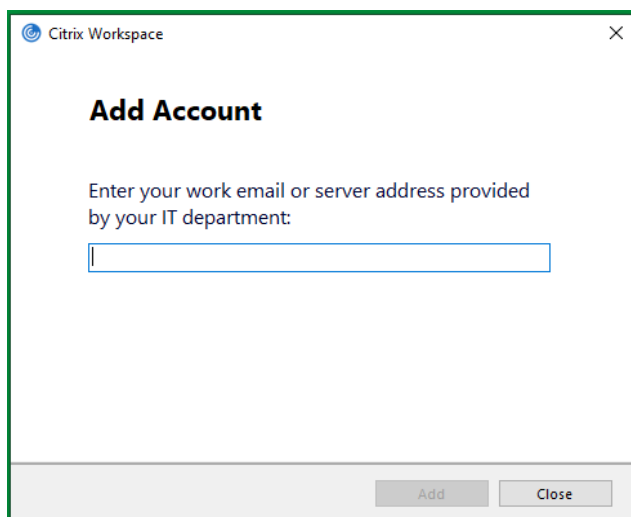 Citrix Workspace
Add Account
Enter your work email or server address provided
by your IT department:
Add
Close